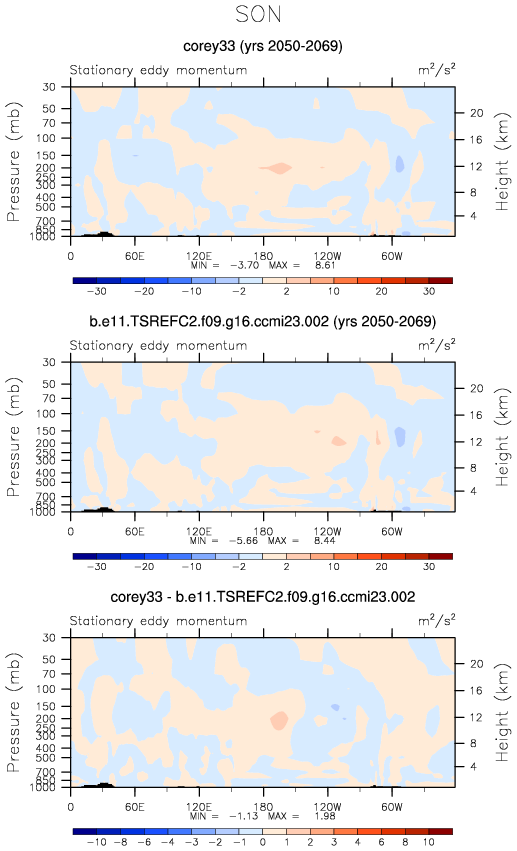 SON
corey33 (yrs 2050-2069)
Stationary eddy momentum m²/s²
Pressure (mb)
30
50
70
100
150
200
250
300
400
500
700
850
1000
Height (km)
20
16
12
8
4
0 60E 120E 180 120W 60W
MIN = -3.70 MAX = 8.61
-30 -20 -10 -2 2 10 20 30
b.e11.TSREFC2.f09.g16.ccmi23.002 (yrs 2050-2069)
Stationary eddy momentum m²/s²
Pressure (mb)
30
50
70
100
150
200
250
300
400
500
700
850
1000
Height (km)
20
16
12
8
4
0 60E 120E 180 120W 60W
MIN = -5.66 MAX = 8.44
-30 -20 -10 -2 2 10 20 30
corey33 - b.e11.TSREFC2.f09.g16.ccmi23.002
Stationary eddy momentum m²/s²
Pressure (mb)
30
50
70
100
150
200
250
300
400
500
700
850
1000
Height (km)
20
16
12
8
4
0 60E 120E 180 120W 60W
MIN = -1.13 MAX = 1.98
-10 -8 -6 -4 -2 -1 0 1 2 4 6 8 10